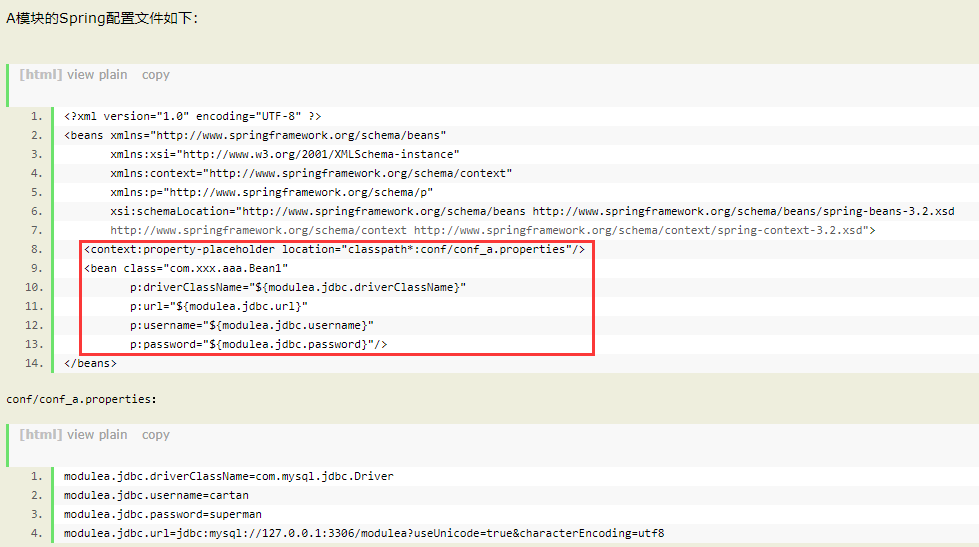 A模块的Spring配置文件如下：
[html] view plain copy
1. <?xml version="1.0" encoding="UTF-8" ?>
2. <beans xmlns="http://www.springframework.org/schema/beans"
3. xmlns:xsi="http://www.w3.org/2001/XMLSchema-instance"
4. xmlns:context="http://www.springframework.org/schema/context"
5. xmlns:p="http://www.springframework.org/schema/p"
6. xsi:schemaLocation="http://www.springframework.org/schema/beans http://www.springframework.org/schema/beans/spring-beans-3.2.xsd
7. http://www.springframework.org/schema/context http://www.springframework.org/schema/context/spring-context-3.2.xsd">
8. <context:property-placeholder location="classpath*:conf/conf_a.properties"/>
9. <bean class="com.xxx.aaa.Bean1"
10. p:driverClassName="${modulea.jdbc.driverClassName}"
11. p:url="${modulea.jdbc.url}"
12. p:username="${modulea.jdbc.username}"
13. p:password="${modulea.jdbc.password}"/>
14. </beans>
conf/conf_a.properties:
[html] view plain copy
1. modulea.jdbc.driverClassName=com.mysql.jdbc.Driver
2. modulea.jdbc.username=cartan
3. modulea.jdbc.password=superman
4. modulea.jdbc.url=jdbc:mysql://127.0.0.1:3306/modulea?useUnicode=true&characterEncoding=utf8